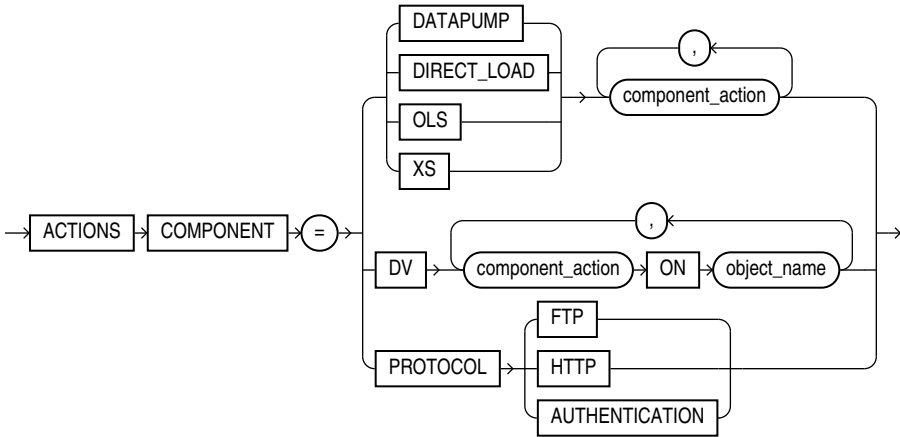 DATAPUMP
,
DIRECT_LOAD
component_action
OLS
XS
ACTIONS COMPONENT =
,
DV component_action ON object_name
FTP
PROTOCOL HTTP
AUTHENTICATION